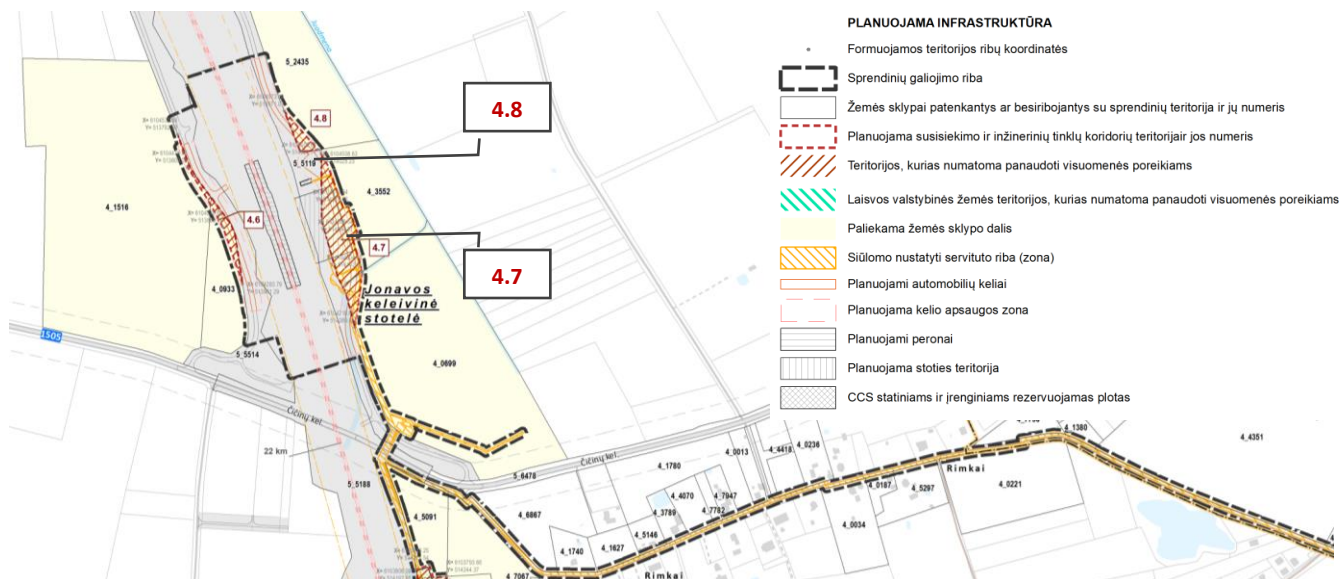 PLANUOJAMA INFRASTRUKTŪRA
Formuojamos teritorijos ribų koordinatės
Sprendinių galiojimo riba
Žemės sklypai patenkantys ar besiribojantys su sprendinių teritorija ir jų numeris
Planuojama susisiekimo ir inžinerinių tinklų koridorių teritorijair jos numeris
Teritorijos, kurias numatoma panaudoti visuomenės poreikiams
Laisvos valstybinės žemės teritorijos, kurias numatoma panaudoti visuomenės poreikiams
Paliekama žemės sklypo dalis
Siūlomo nustatyti servituto riba (zona)
Planuojami automobilių keliai
Planuojama kelio apsaugos zona
Planuojami peronai
Planuojama stoties teritorija
CCS statiniams ir įrenginiams rezervuojamas plotas
5_2435
4.8
4.8
5_5119
4_3552
4_1516
4.6
4.7
4.7
4_0933
Jonavos
keleivinė
stotelė
1505
5_5514
4_0699
Čičinų kel.
22 km
5_5188
4_5091
Čičinų kel.
5_6478
4_6867
4_1740
4_1627
4_5146
4_3789
4_4070
4_7782
4_7947
4_1780
4_0013
4_4418
4_0236
4_0034
4_0187
4_5297
Rimkai
4_0221
4_1380
4_4351
4_7067
Rimkai